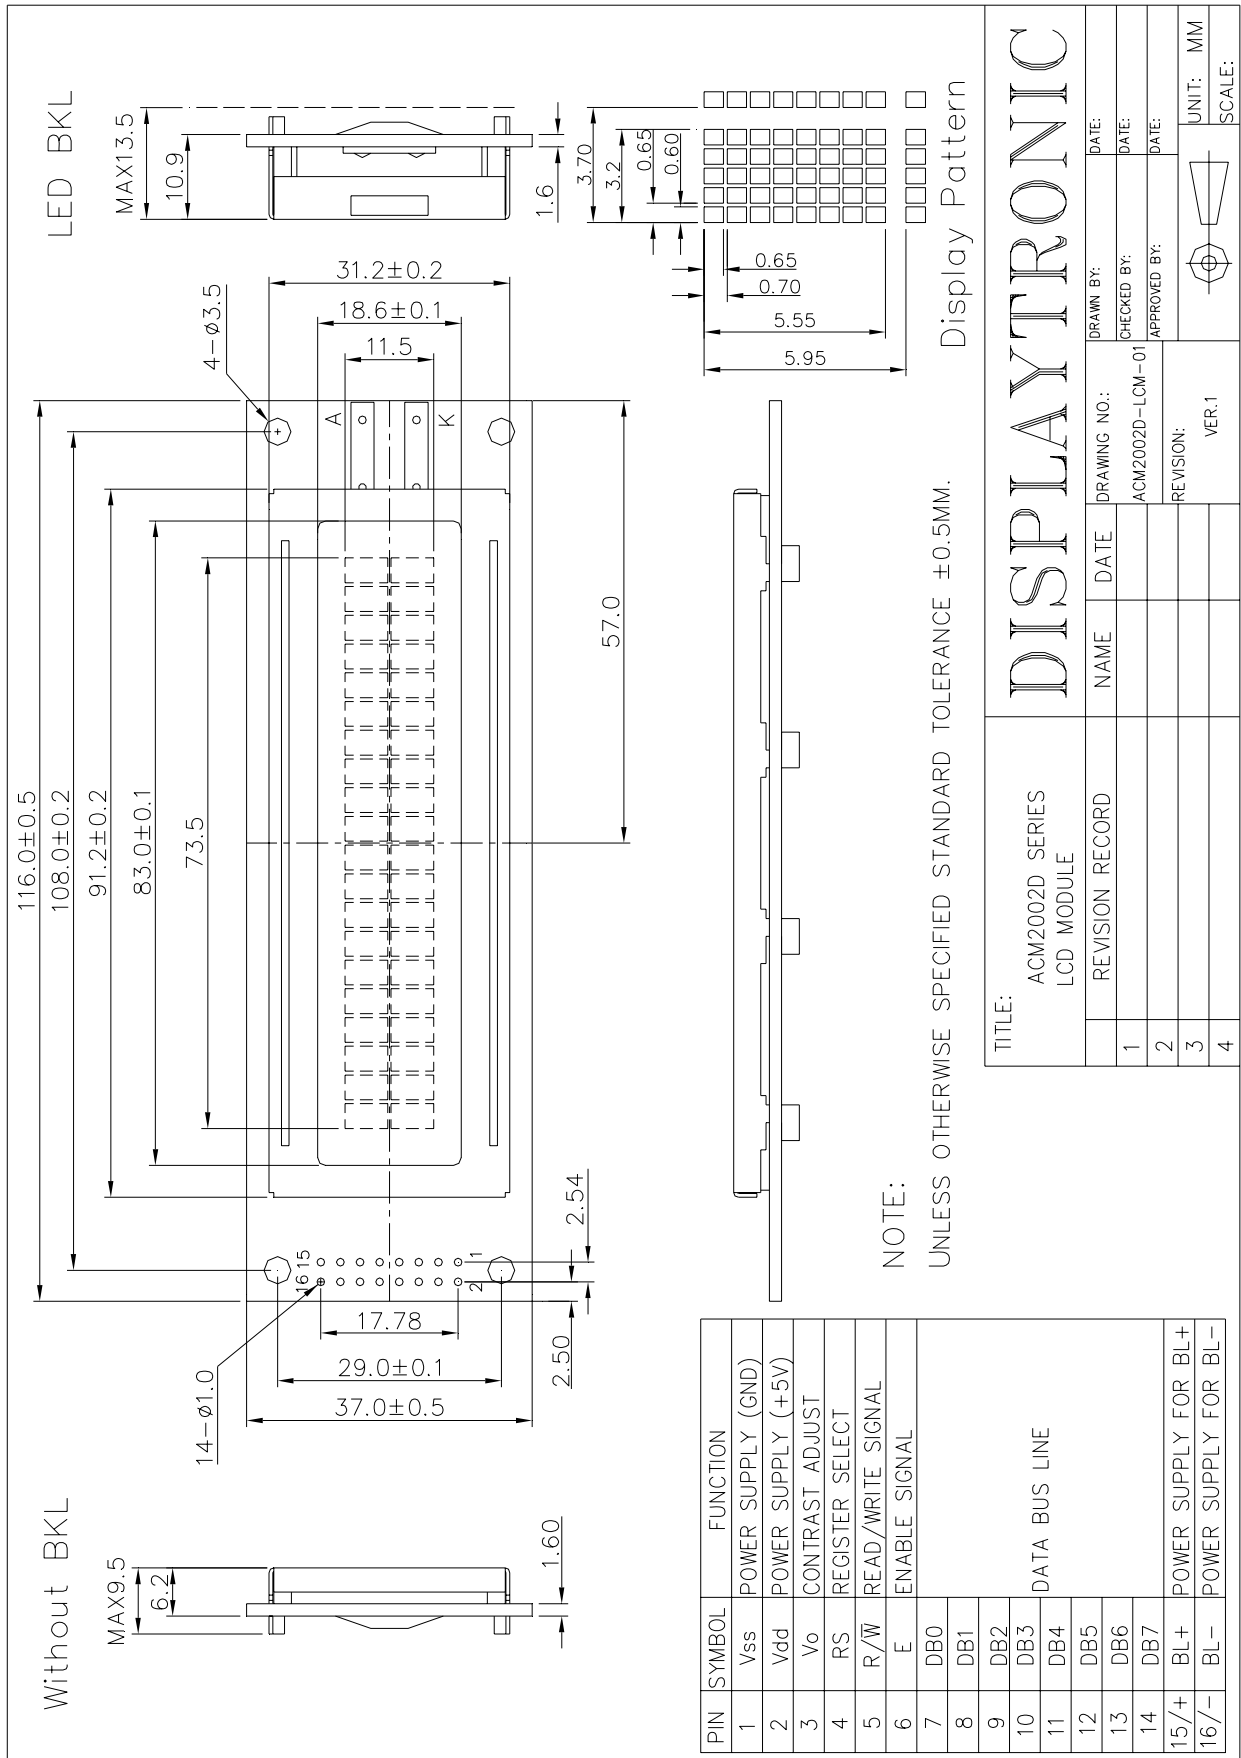 Without BKL
MAX9.5
6.2
1.60
116.0±0.5
108.0±0.2
91.2±0.2
83.0±0.1
73.5
4-ø3.5
14-ø1.0
16 15
2 1
A
K
17.78
29.0±0.1
37.0±0.5
2.50
2.54
57.0
31.2±0.2
18.6±0.1
11.5
LED BKL
MAX13.5
10.9
1.6
3.70
3.2
0.65
0.60
0.65
0.70
5.55
5.95
Display Pattern
NOTE:
UNLESS OTHERWISE SPECIFIED STANDARD TOLERANCE ±0.5MM.
PIN SYMBOL FUNCTION
1 Vss POWER SUPPLY (GND)
2 Vdd POWER SUPPLY (+5V)
3 Vo CONTRAST ADJUST
4 RS REGISTER SELECT
5 R/W̅ READ/WRITE SIGNAL
6 E ENABLE SIGNAL
7 DB0
8 DB1
9 DB2
10 DB3
11 DB4 DATA BUS LINE
12 DB5
13 DB6
14 DB7
15/+ BL+ POWER SUPPLY FOR BL+
16/- BL- POWER SUPPLY FOR BL-
TITLE:
ACM2002D SERIES
LCD MODULE
DISPLAYTRONIC
REVISION RECORD NAME DATE
1
2
3
4
DRAWING NO.:
ACM2002D-LCM-01
REVISION:
VER.1
DRAWN BY: DATE:
CHECKED BY: DATE:
APPROVED BY: DATE:
UNIT: MM
SCALE: